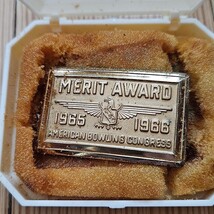 MERIT AWARD
1965 1966
AMERICAN BOWLING CONGRESS